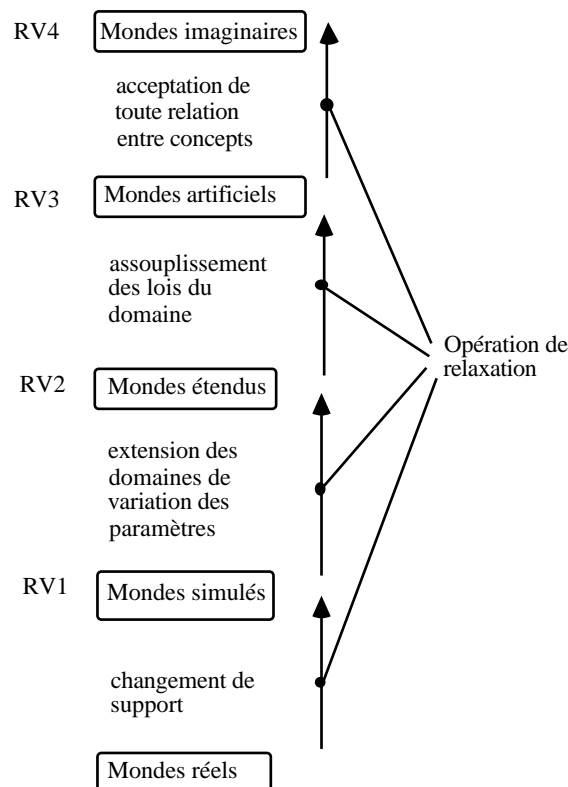 RV4
Mondes imaginaires
acceptation de
toute relation
entre concepts
RV3
Mondes artificiels
assouplissement
des lois du
domaine
Opération de
relaxation
RV2
Mondes étendus
extension des
domaines de
variation des
paramètres
RV1
Mondes simulés
changement de
support
Mondes réels